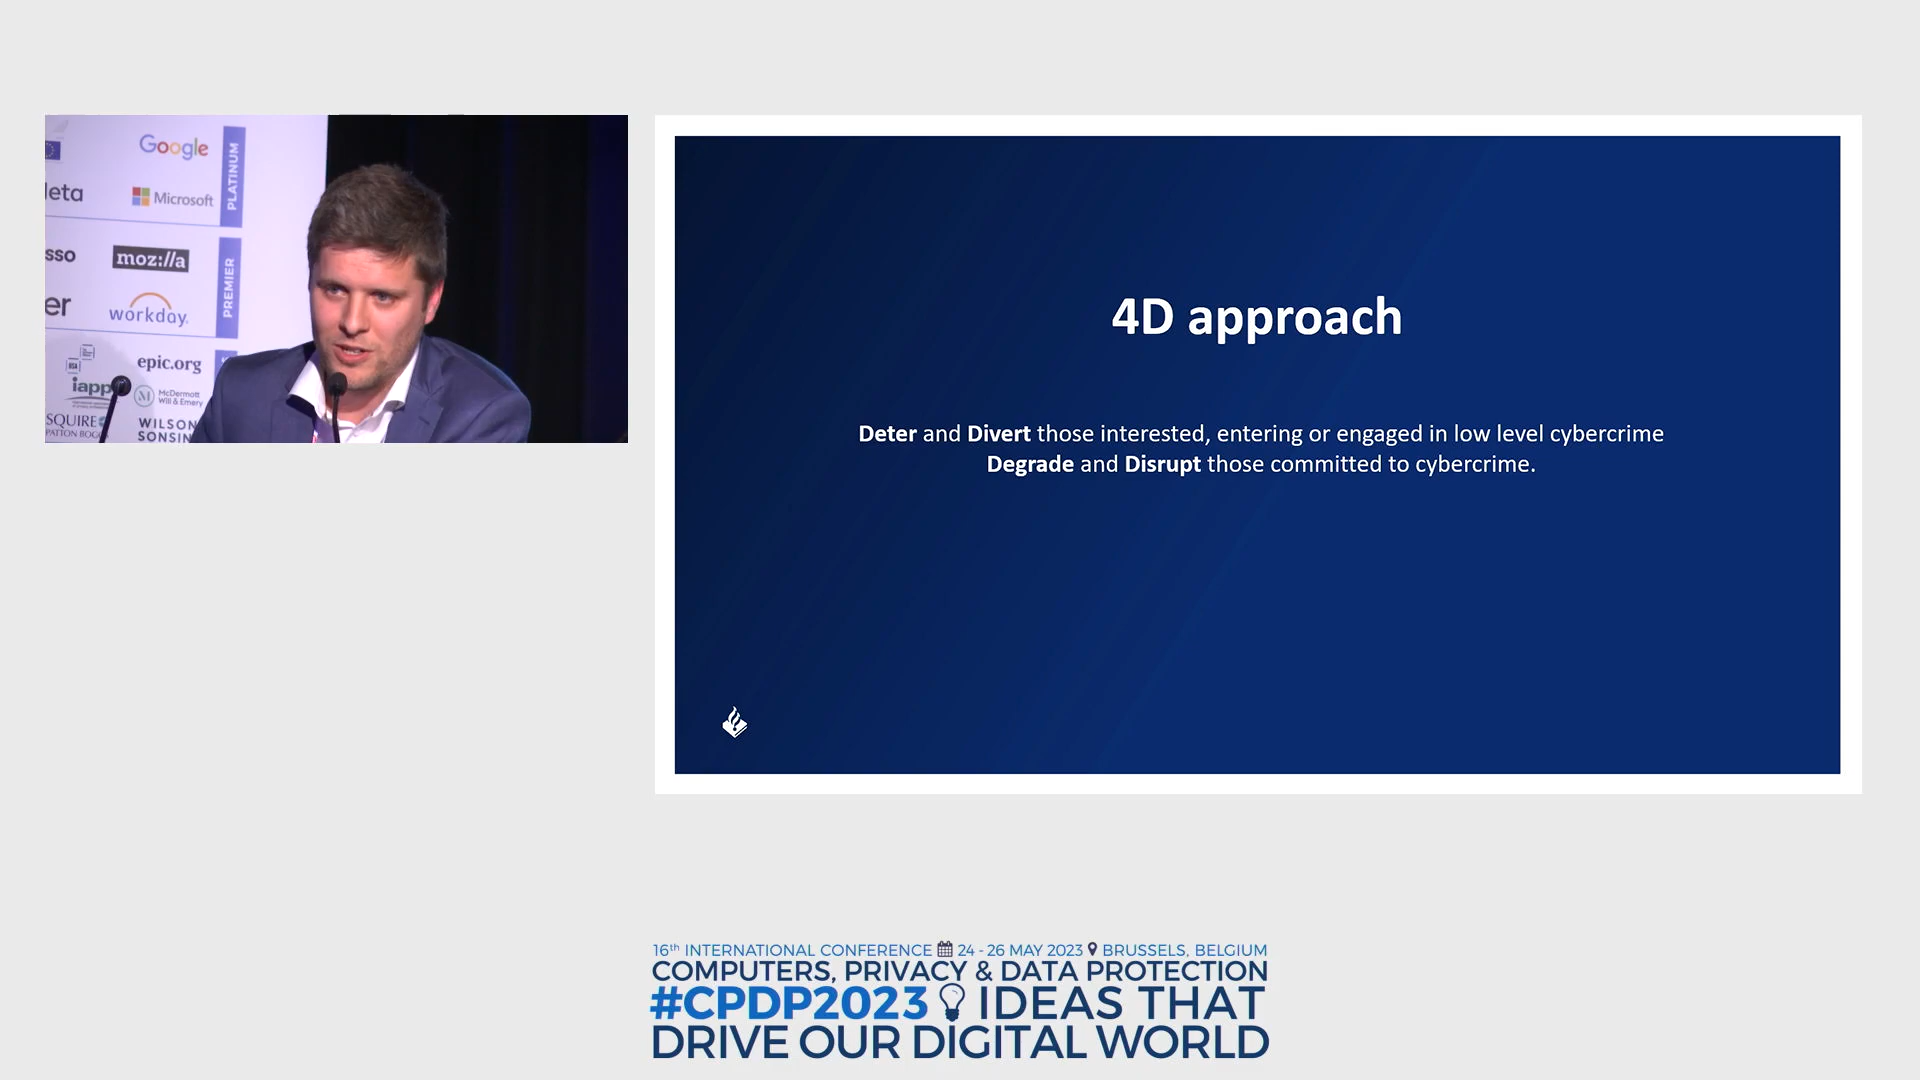 Google
PLATINUM
leta
Microsoft
sso
moz://a
PREMIER
er
workday.
epic.org
iapp
McDermott
Will & Emery
SQUIRE
PATTON BOGG
WILSON
SONSIN
4D approach
Deter and Divert those interested, entering or engaged in low level cybercrime
Degrade and Disrupt those committed to cybercrime.
16th INTERNATIONAL CONFERENCE 24 - 26 MAY 2023 BRUSSELS, BELGIUM
COMPUTERS, PRIVACY & DATA PROTECTION
#CPDP2023 IDEAS THAT
DRIVE OUR DIGITAL WORLD